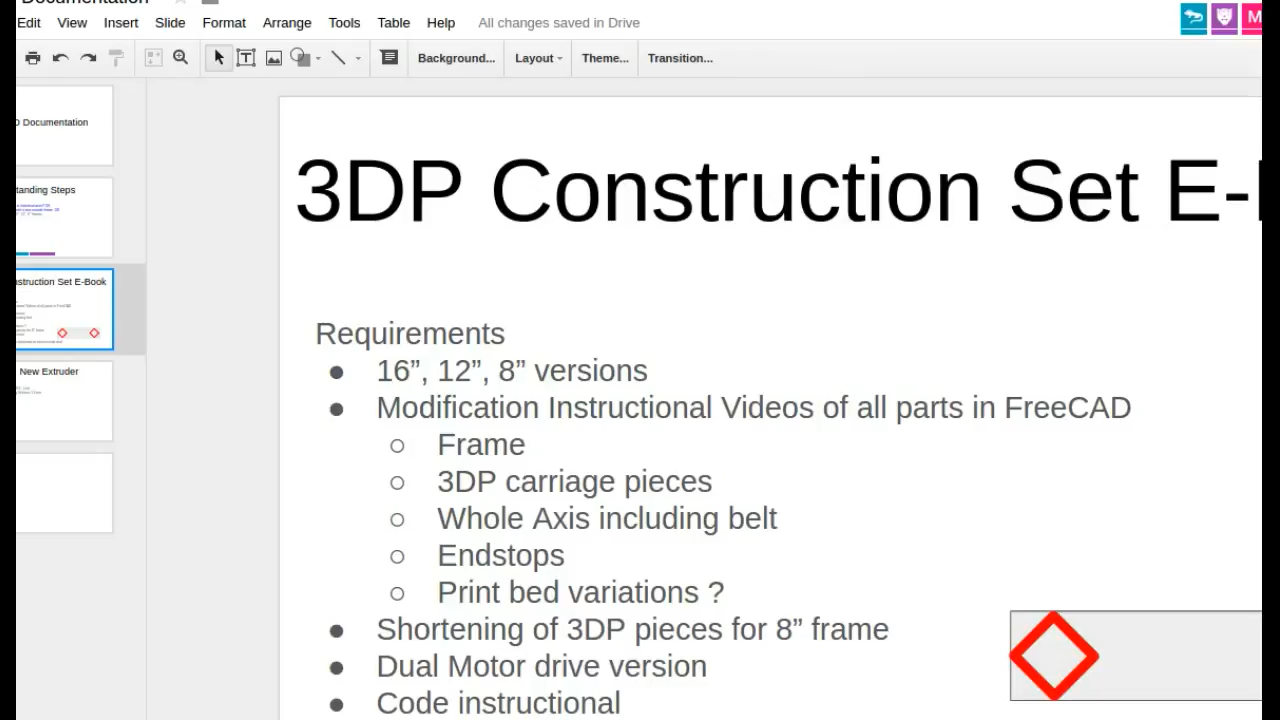 Documentation
Edit View Insert Slide Format Arrange Tools Table Help All changes saved in Drive
M
Background... Layout Theme... Transition...
Documentation
tanding Steps
nstruction Set E-Book
New Extruder
3DP Construction Set E-
Requirements
● 16”, 12”, 8” versions
● Modification Instructional Videos of all parts in FreeCAD
○ Frame
○ 3DP carriage pieces
○ Whole Axis including belt
○ Endstops
○ Print bed variations ?
● Shortening of 3DP pieces for 8” frame
● Dual Motor drive version
● Code instructional